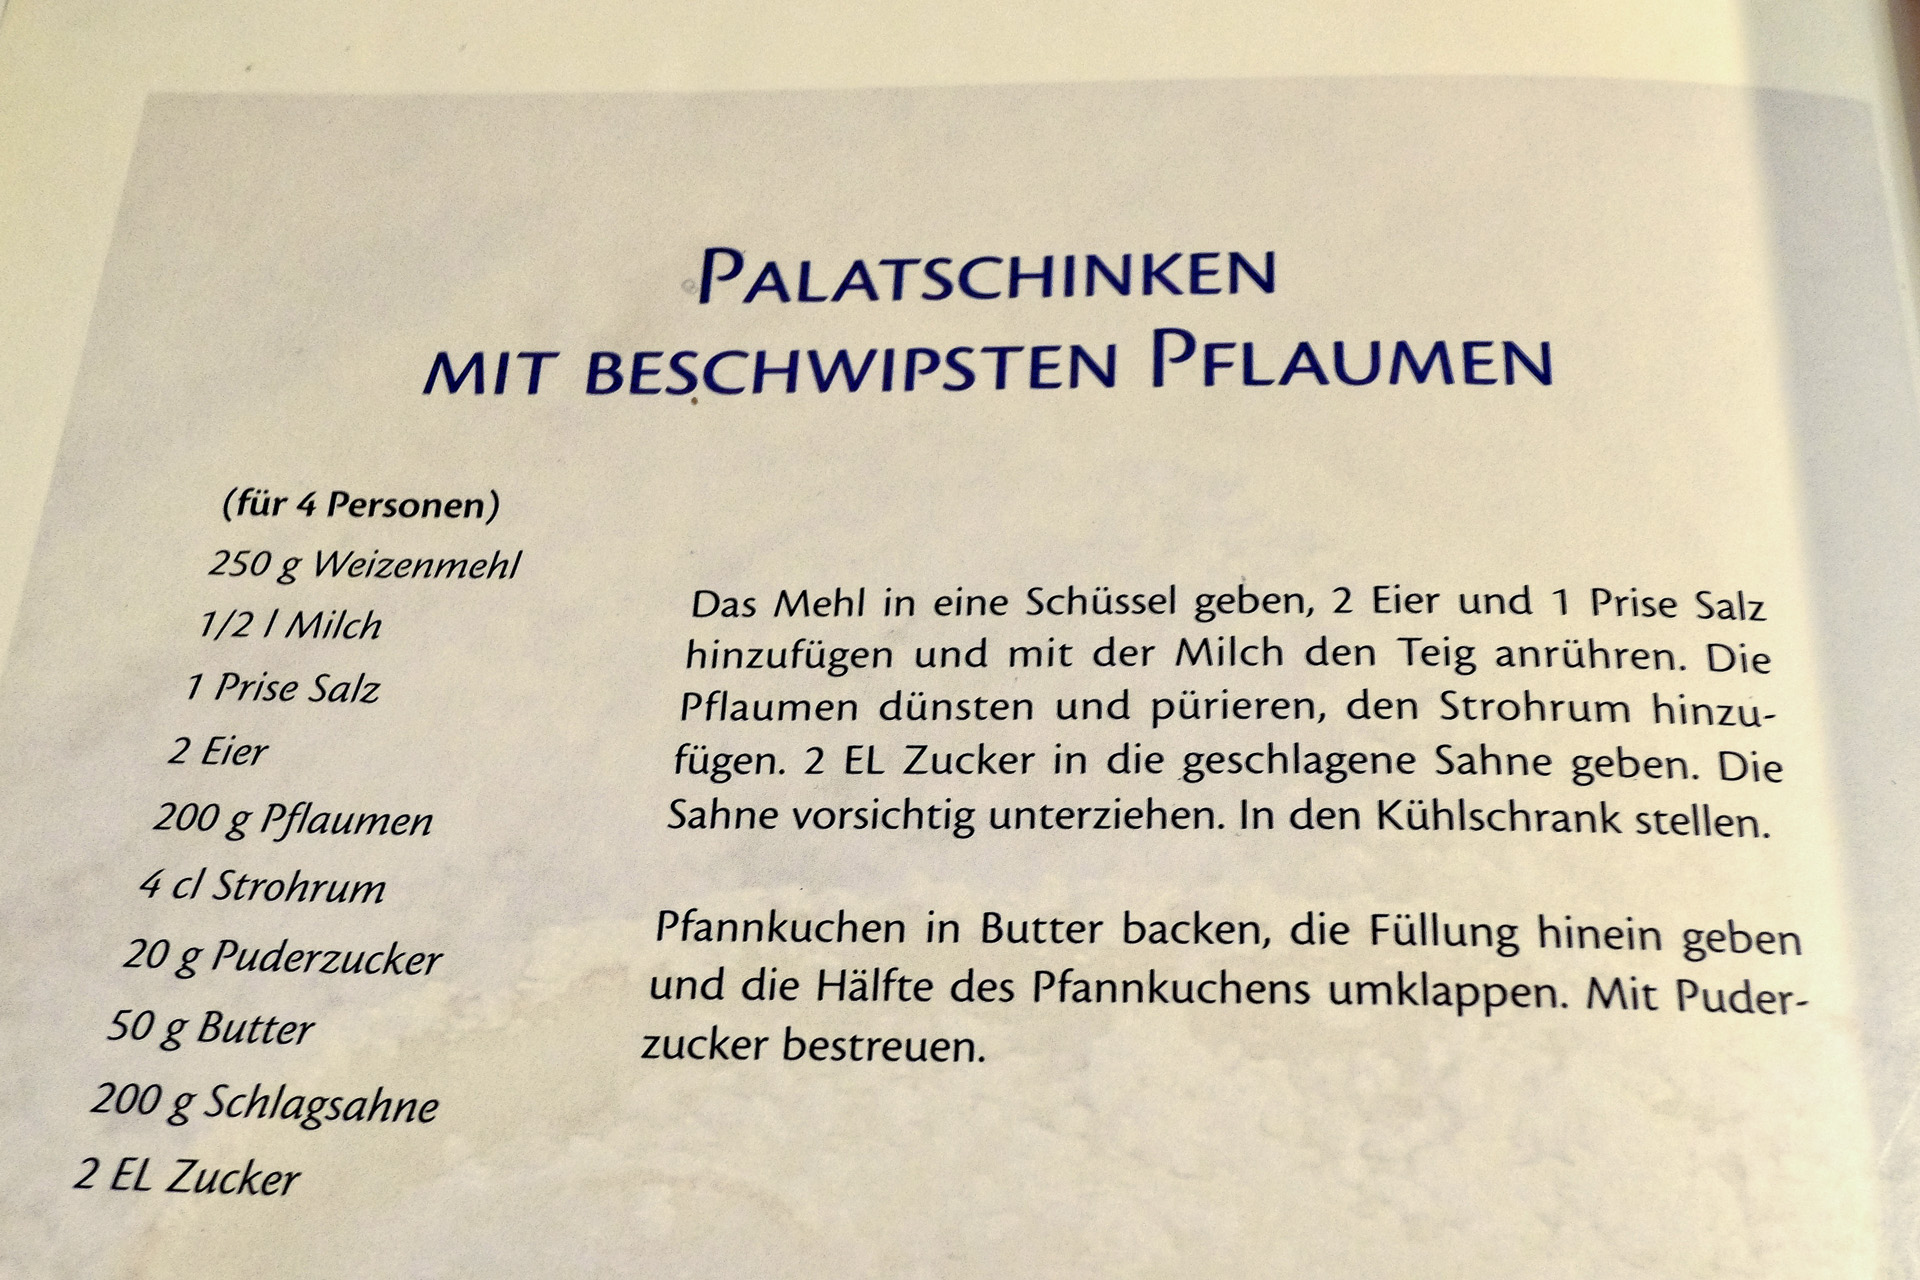 PALATSCHINKEN
MIT BESCHWIPSTEN PFLAUMEN
(für 4 Personen)
250 g Weizenmehl
1/2 l Milch
1 Prise Salz
2 Eier
200 g Pflaumen
4 cl Strohrum
20 g Puderzucker
50 g Butter
200 g Schlagsahne
2 EL Zucker
Das Mehl in eine Schüssel geben, 2 Eier und 1 Prise Salz
hinzufügen und mit der Milch den Teig anrühren. Die
Pflaumen dünsten und pürieren, den Strohrum hinzu-
fügen. 2 EL Zucker in die geschlagene Sahne geben. Die
Sahne vorsichtig unterziehen. In den Kühlschrank stellen.
Pfannkuchen in Butter backen, die Füllung hinein geben
und die Hälfte des Pfannkuchens umklappen. Mit Puder-
zucker bestreuen.